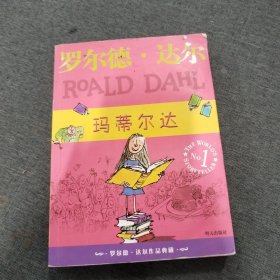 罗尔德·达尔
ROALD DAHL
玛蒂尔达
THE WORLD'S
No.1
STORYTELLER
明天出版社
·罗尔德·达尔作品典藏·